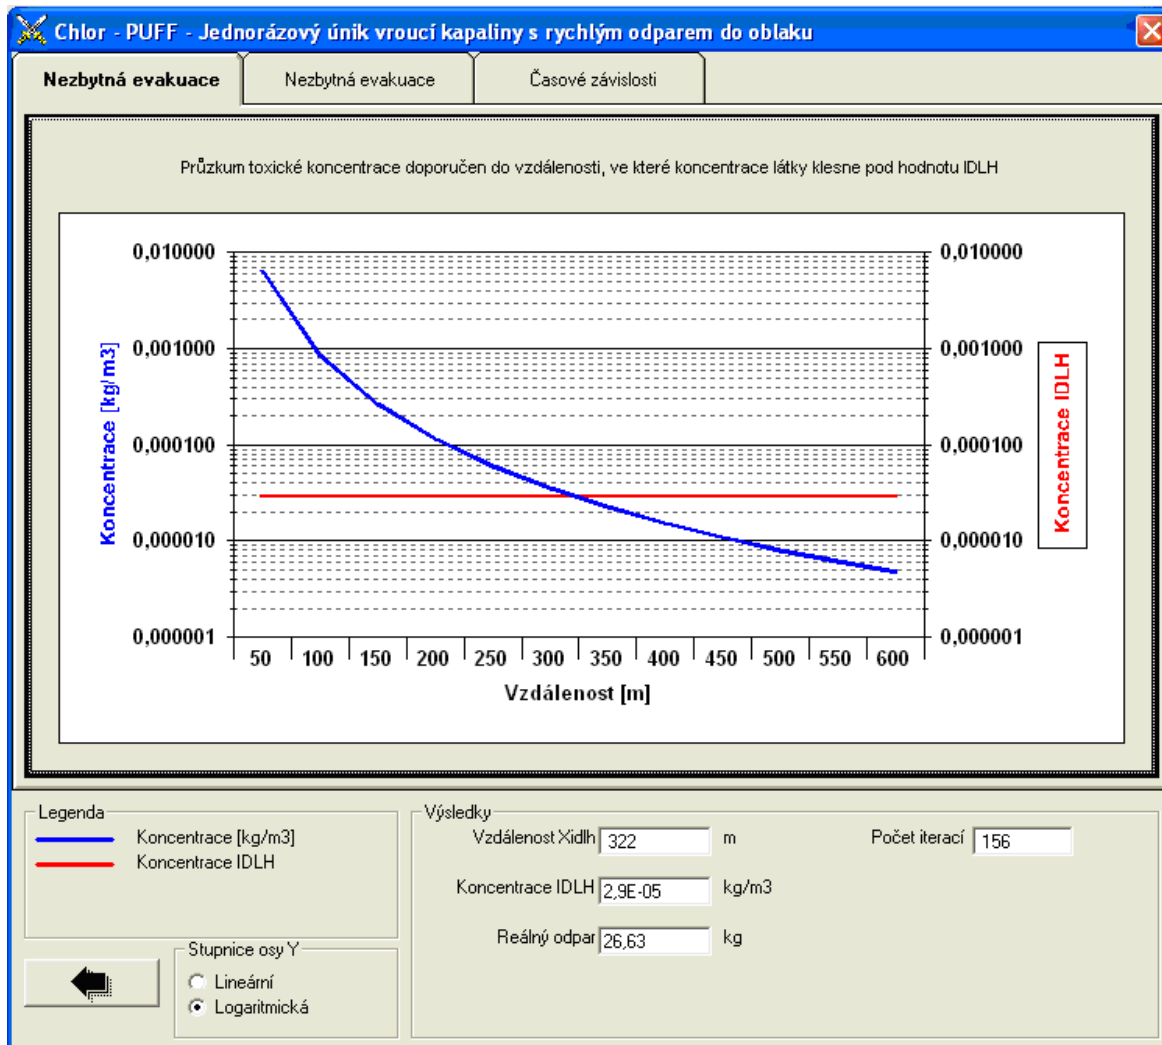 Chlor - PUFF - Jednorázový únik vroucí kapaliny s rychlým odparem do oblaku
Nezbytná evakuace
Nezbytná evakuace
Časové závislosti
Průzkum toxické koncentrace doporučen do vzdálenosti, ve které koncentrace látky klesne pod hodnotu IDLH
0,010000
0,001000
0,000100
0,000010
0,000001
Koncentrace [kg/m3]
0,010000
0,001000
0,000100
0,000010
0,000001
Koncentrace IDLH
50 100 150 200 250 300 350 400 450 500 550 600
Vzdálenost [m]
Legenda
Koncentrace [kg/m3]
Koncentrace IDLH
Stupnice osy Y
Lineární
Logaritmická
Výsledky
Vzdálenost Xidlh 322 m
Počet iterací 156
Koncentrace IDLH 2,9E-05 kg/m3
Reálný odpar 26,63 kg